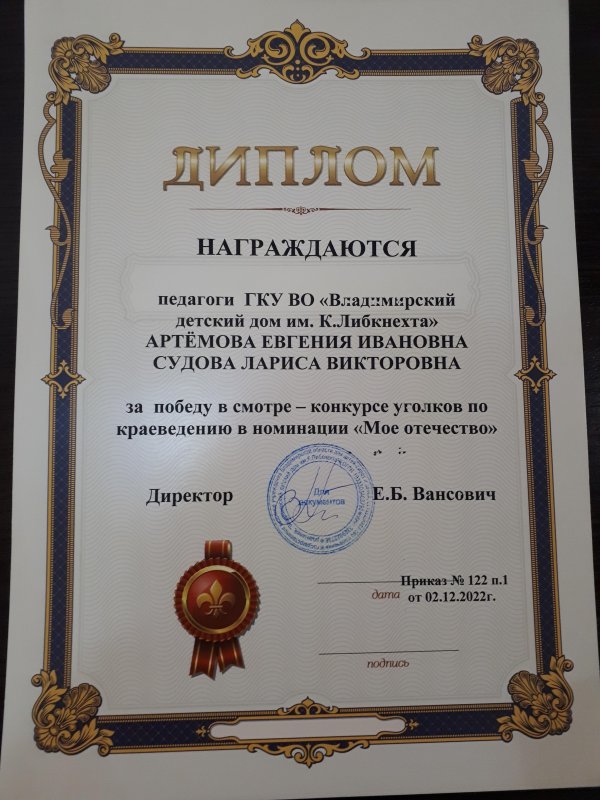 ДИПЛОМ
НАГРАЖДАЮТСЯ
педагоги ГКУ ВО «Владимирский
детский дом им. К.Либкнехта»
АРТЁМОВА ЕВГЕНИЯ ИВАНОВНА
СУДОВА ЛАРИСА ВИКТОРОВНА
за победу в смотре – конкурсе уголков по
краеведению в номинации «Мое отечество»
Директор
Для
документов
Е.Б. Вансович
Приказ № 122 п.1
дата
от 02.12.2022г.
подпись